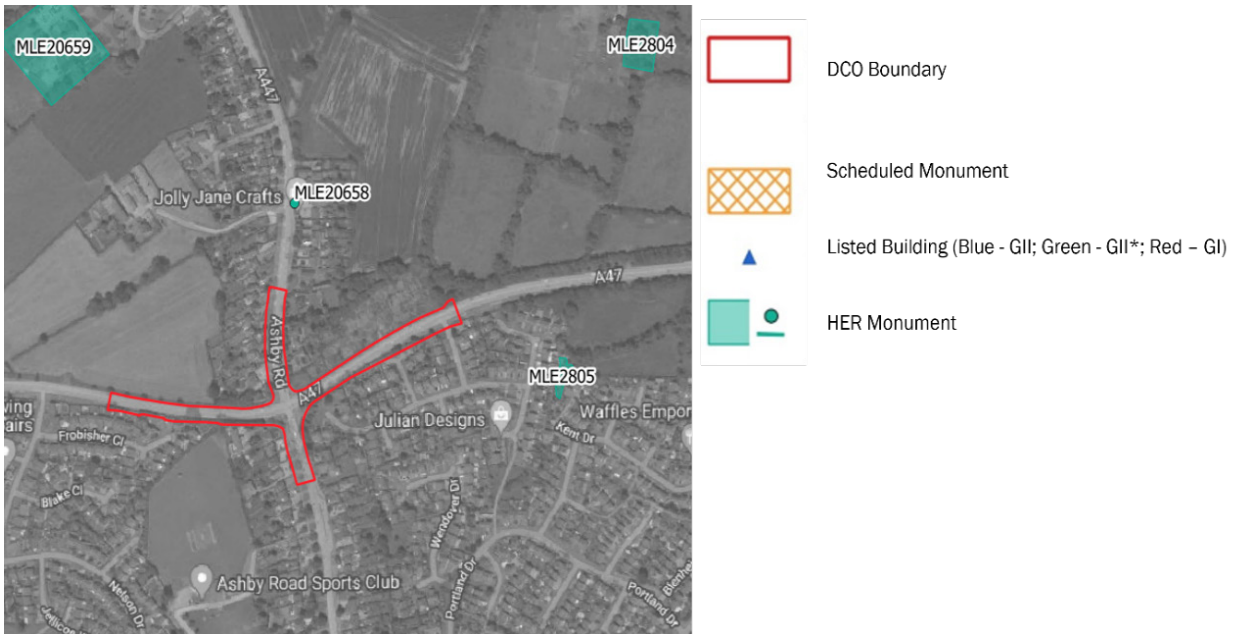 MLE20659
MLE2804
A447
Jolly Jane Crafts
MLE20658
A47
Ashby Rd
A47
MLE2805
Julian Designs
Waffles Empor
Kent Dr
Frobisher Cl
Blake Cl
Wendover Dr
Ashby Road Sports Club
Nelson Dr
Portland Dr
Portland Dr
DCO Boundary
Scheduled Monument
Listed Building (Blue - GII; Green - GII*; Red – GI)
HER Monument